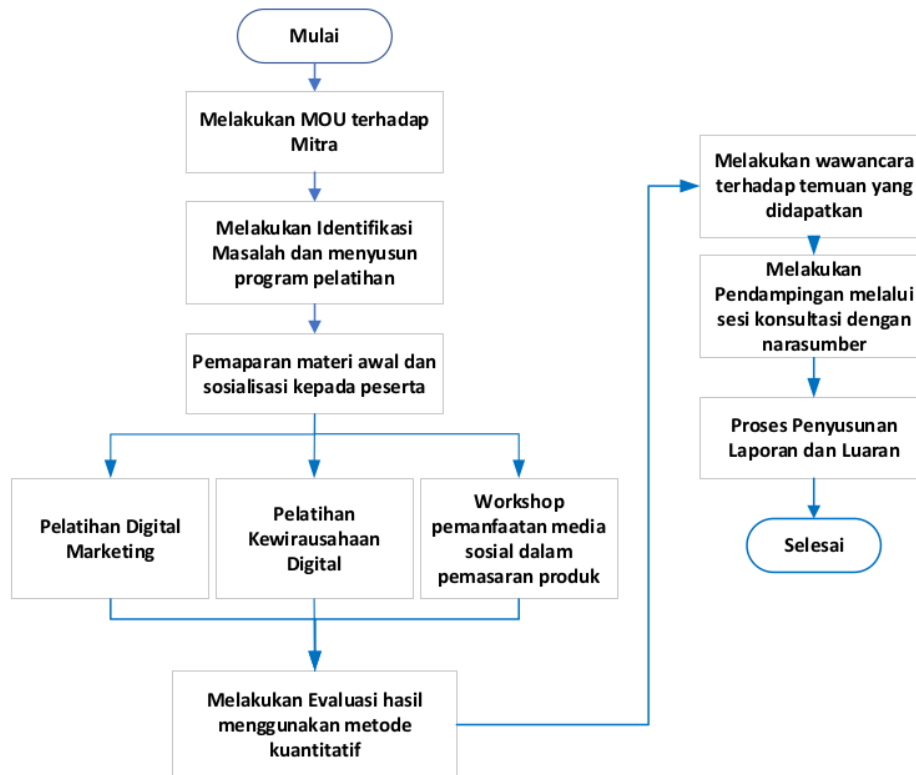 Mulai
Melakukan MOU terhadap
Mitra
Melakukan Identifikasi
Masalah dan menyusun
program pelatihan
Pemaparan materi awal dan
sosialisasi kepada peserta
Pelatihan Digital
Marketing
Pelatihan
Kewirausahaan
Digital
Workshop
pemanfaatan media
sosial dalam
pemasaran produk
Melakukan Evaluasi hasil
menggunakan metode
kuantitatif
Melakukan wawancara
terhadap temuan yang
didapatkan
Melakukan
Pendampingan melalui
sesi konsultasi dengan
narasumber
Proses Penyusunan
Laporan dan Luaran
Selesai